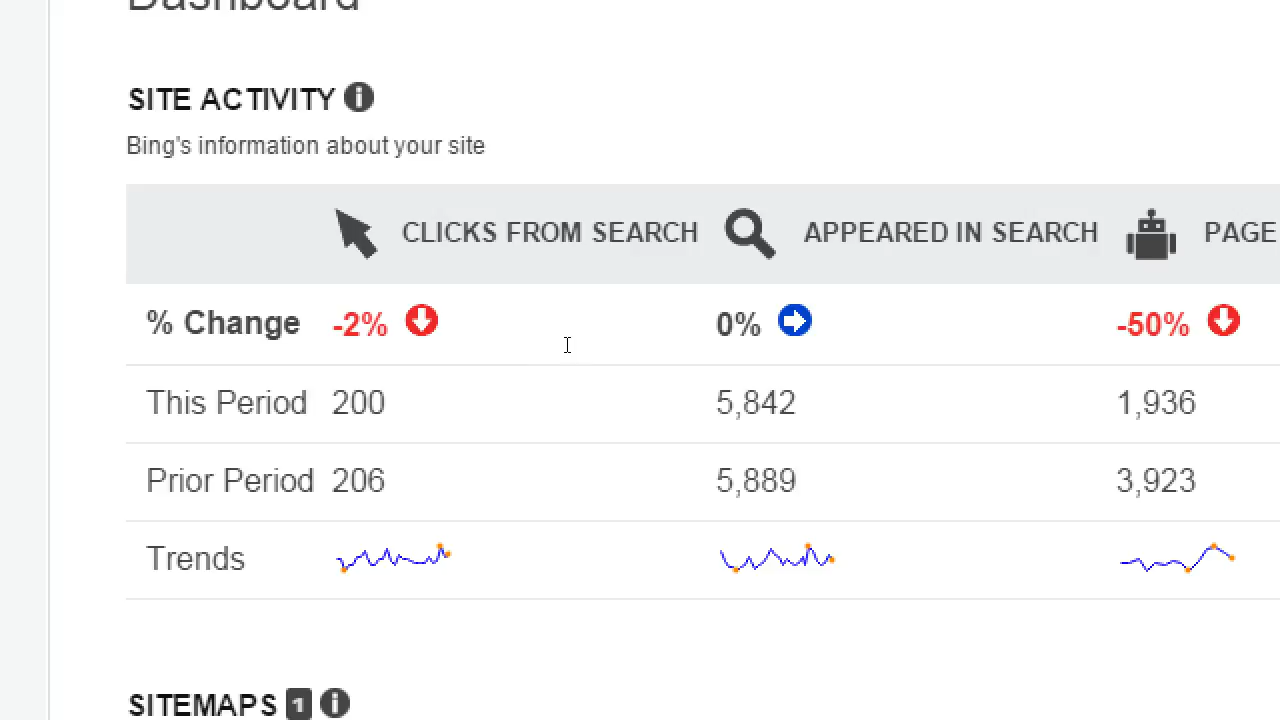 Dashboard
SITE ACTIVITY
Bing's information about your site
CLICKS FROM SEARCH APPEARED IN SEARCH PAGE
% Change -2% 0% -50%
This Period 200 5,842 1,936
Prior Period 206 5,889 3,923
Trends
SITEMAPS 1